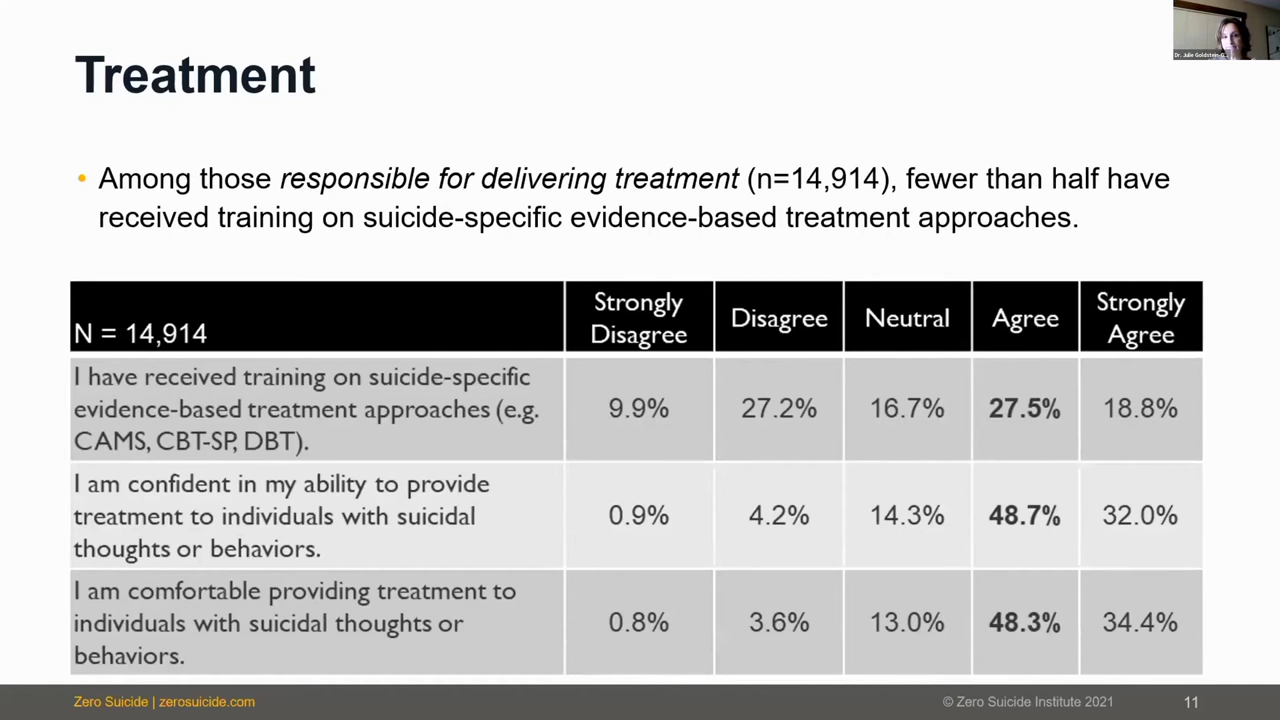 Treatment
• Among those responsible for delivering treatment (n=14,914), fewer than half have
received training on suicide-specific evidence-based treatment approaches.
N = 14,914
Strongly
Disagree
Disagree
Neutral
Agree
Strongly
Agree
I have received training on suicide-specific
evidence-based treatment approaches (e.g.
CAMS, CBT-SP, DBT).
9.9%
27.2%
16.7%
27.5%
18.8%
I am confident in my ability to provide
treatment to individuals with suicidal
thoughts or behaviors.
0.9%
4.2%
14.3%
48.7%
32.0%
I am comfortable providing treatment to
individuals with suicidal thoughts or
behaviors.
0.8%
3.6%
13.0%
48.3%
34.4%
Zero Suicide | zerosuicide.com
© Zero Suicide Institute 2021
11
Dr. Julie Goldstein-G...